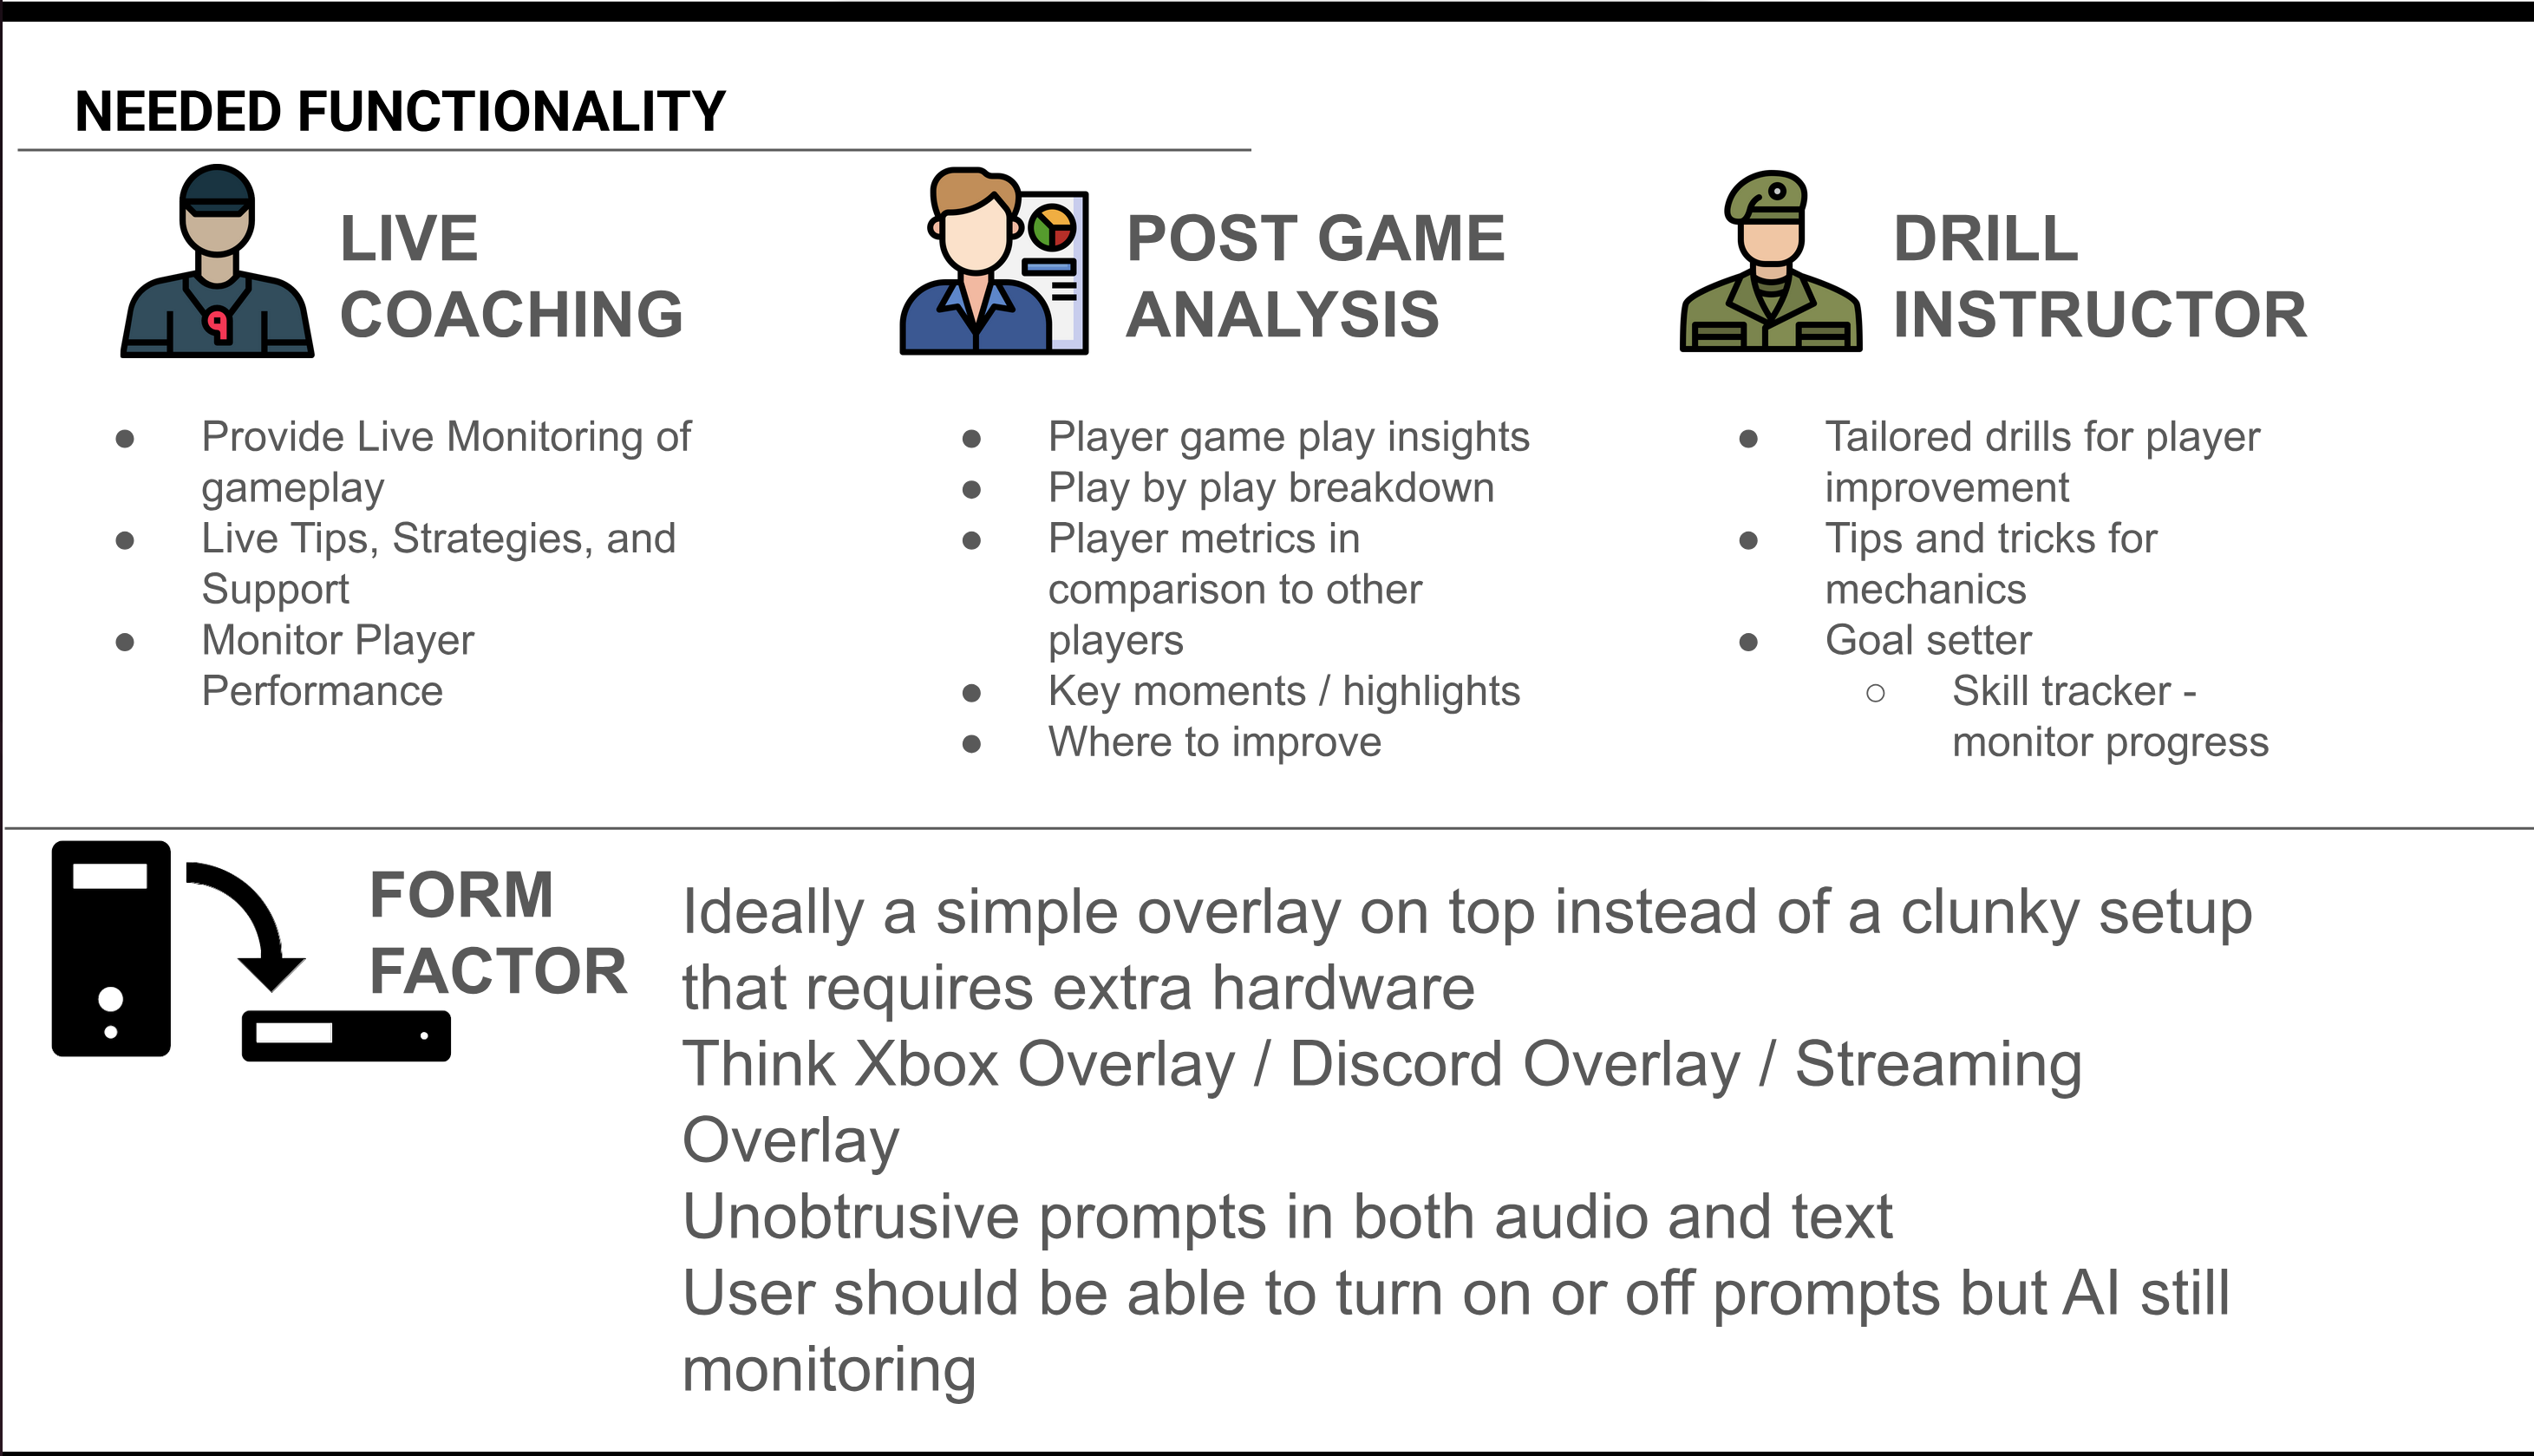 NEEDED FUNCTIONALITY
LIVE
COACHING
● Provide Live Monitoring of
gameplay
● Live Tips, Strategies, and
Support
● Monitor Player
Performance
POST GAME
ANALYSIS
● Player game play insights
● Play by play breakdown
● Player metrics in
comparison to other
players
● Key moments / highlights
● Where to improve
DRILL
INSTRUCTOR
● Tailored drills for player
improvement
● Tips and tricks for
mechanics
● Goal setter
○ Skill tracker -
monitor progress
FORM
FACTOR
Ideally a simple overlay on top instead of a clunky setup
that requires extra hardware
Think Xbox Overlay / Discord Overlay / Streaming
Overlay
Unobtrusive prompts in both audio and text
User should be able to turn on or off prompts but AI still
monitoring